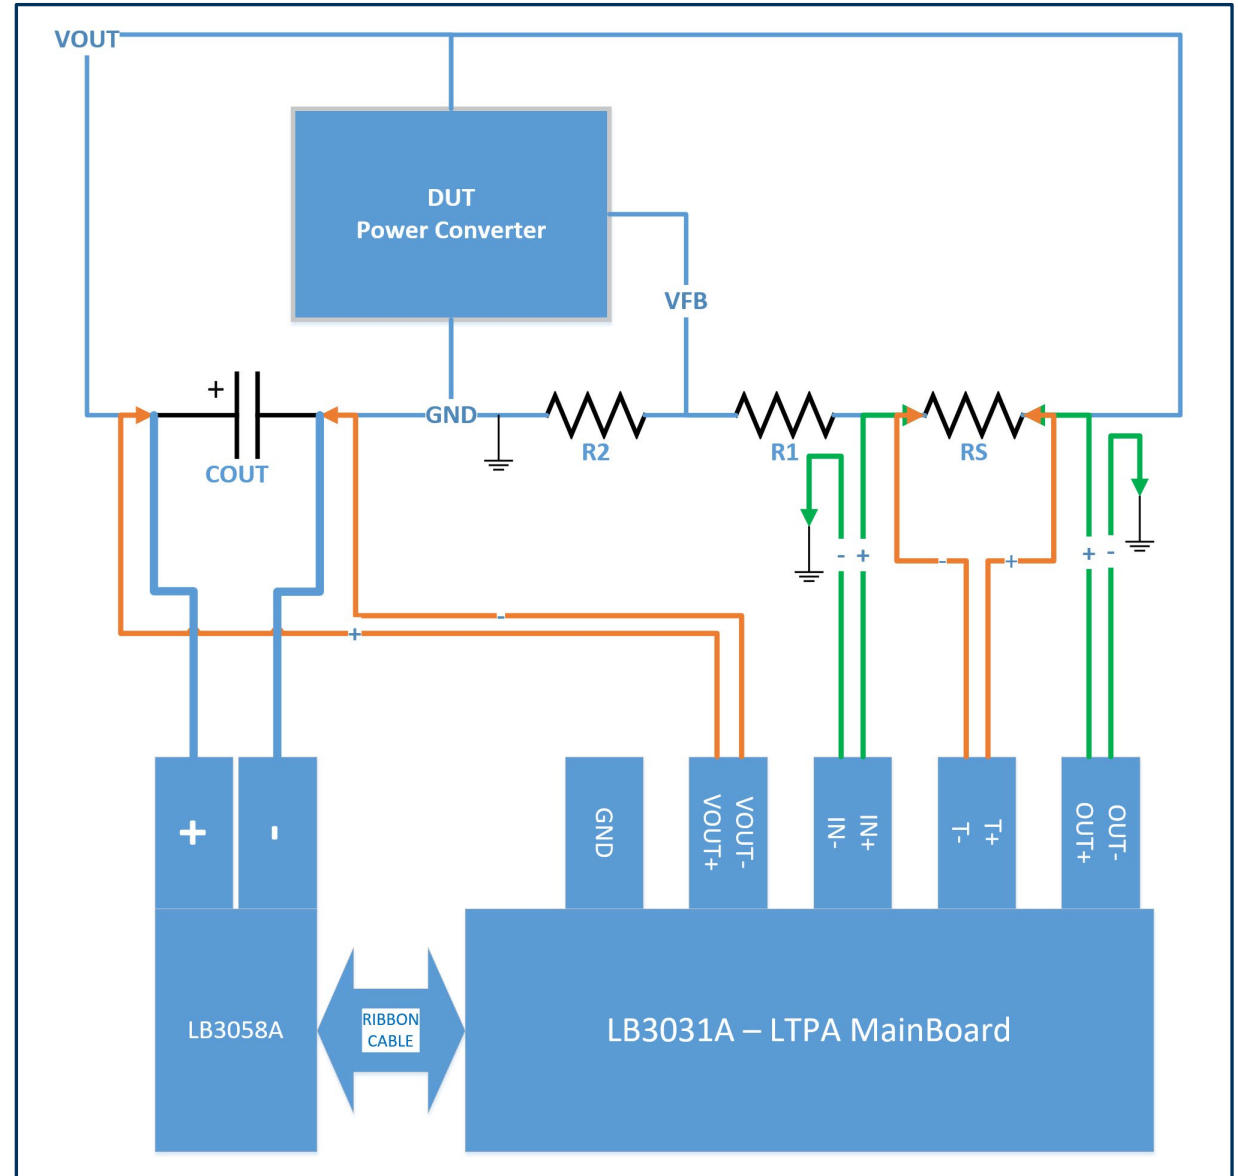 VOUT
DUT
Power Converter
VFB
+
GND
COUT
R2
R1
RS
- +
- +
+ -
-
+
+
-
GND
VOUT+
VOUT-
IN-
IN+
T-
T+
OUT+
OUT-
LB3058A
RIBBON
CABLE
LB3031A – LTPA MainBoard